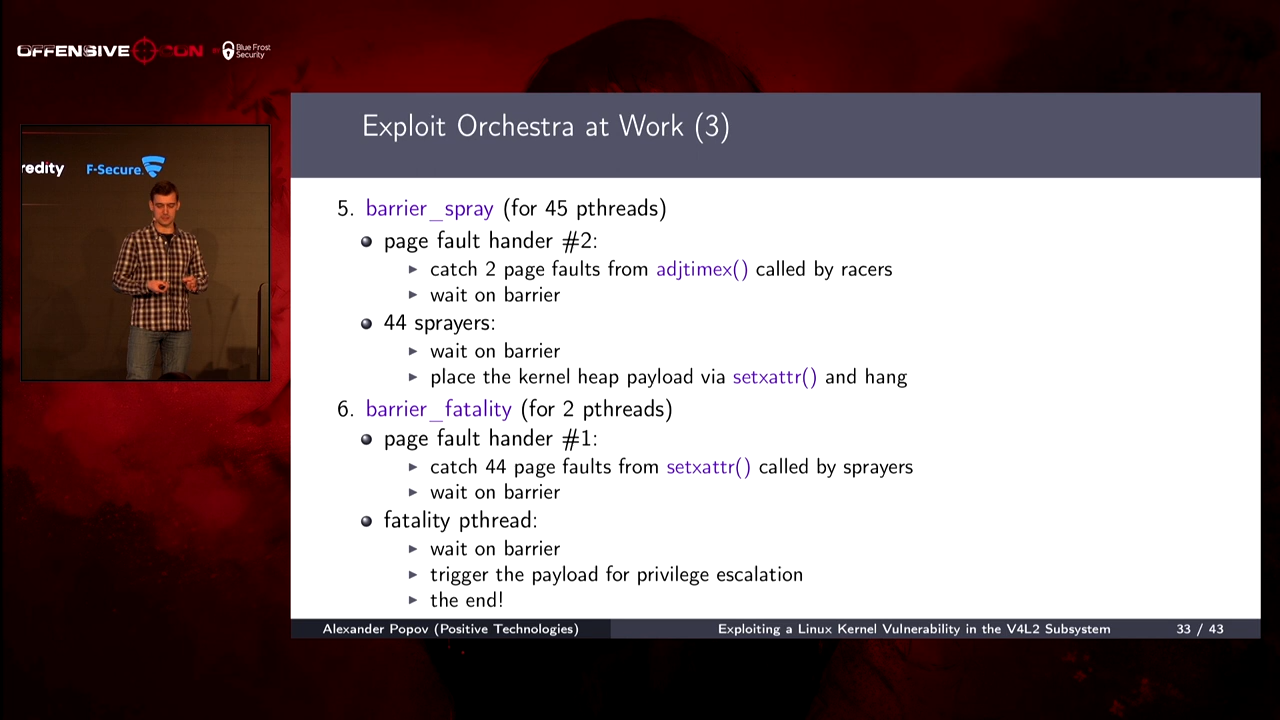 OFFENSIVE CON BY Blue Frost Security
redity F-Secure
Exploit Orchestra at Work (3)
5. barrier_spray (for 45 pthreads)
page fault hander #2:
catch 2 page faults from adjtimex() called by racers
wait on barrier
44 sprayers:
wait on barrier
place the kernel heap payload via setxattr() and hang
6. barrier_fatality (for 2 pthreads)
page fault hander #1:
catch 44 page faults from setxattr() called by sprayers
wait on barrier
fatality pthread:
wait on barrier
trigger the payload for privilege escalation
the end!
Alexander Popov (Positive Technologies) Exploiting a Linux Kernel Vulnerability in the V4L2 Subsystem 33 / 43